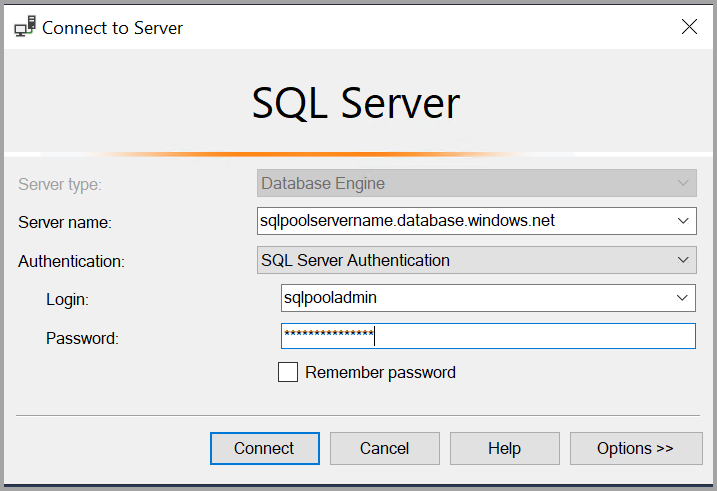 Connect to Server
SQL Server
Server type: Database Engine
Server name: sqlpoolservername.database.windows.net
Authentication: SQL Server Authentication
Login: sqlpooladmin
Password: ***************
Remember password
Connect Cancel Help Options >>